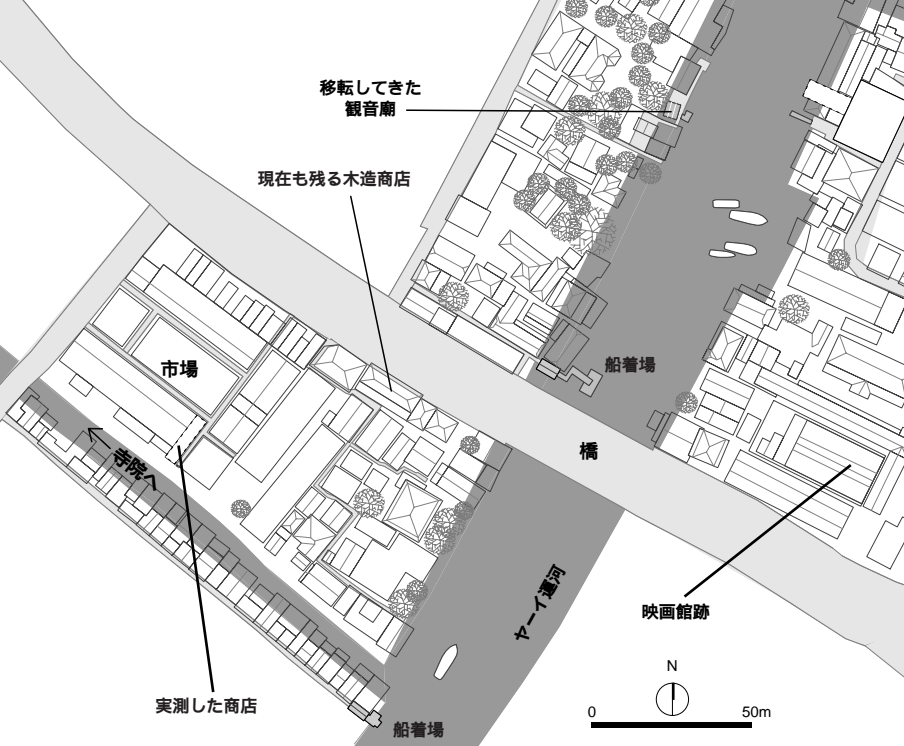 移転してきた
観音廟
現在も残る木造商店
市場
船着場
橋
寺院へ
ヤーイ運河
映画館跡
実測した商店
船着場
N
0 50m